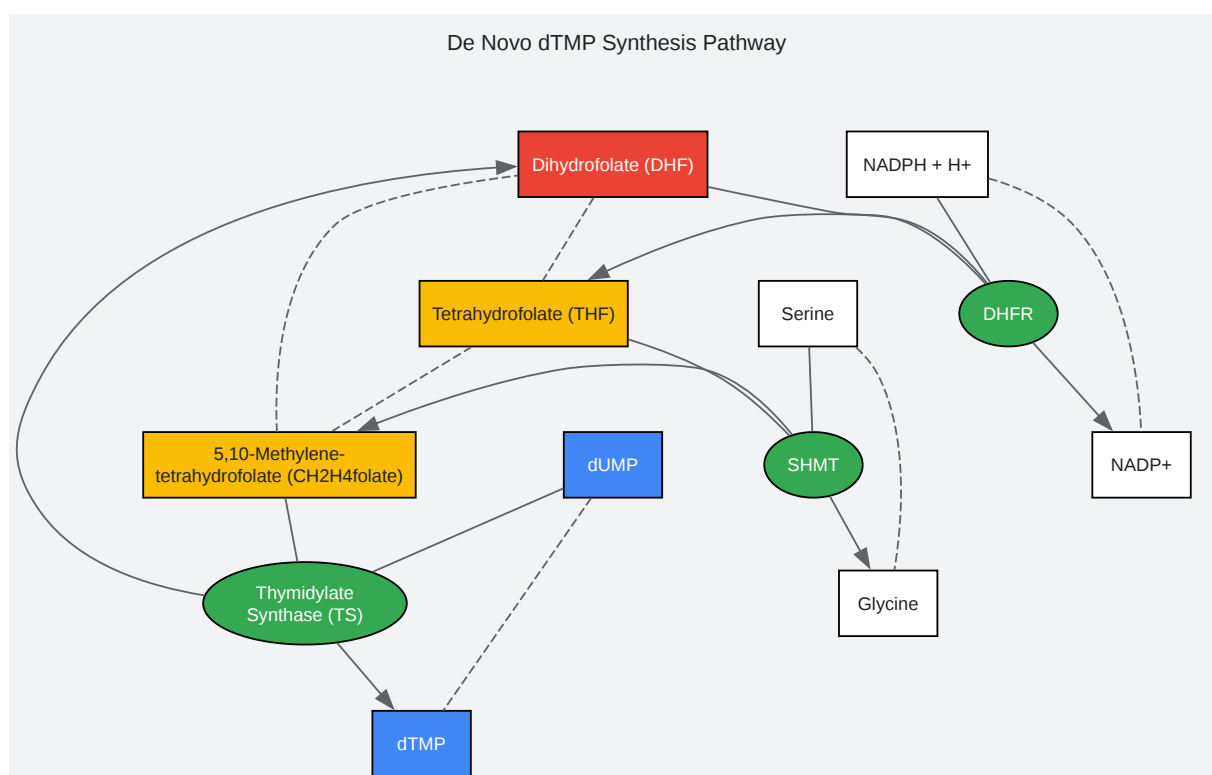 De Novo dTMP Synthesis Pathway
Dihydrofolate (DHF)
NADPH + H+
Tetrahydrofolate (THF)
Serine
DHFR
5,10-Methylene-
tetrahydrofolate (CH2H4folate)
dUMP
SHMT
NADP+
Thymidylate
Synthase (TS)
Glycine
dTMP